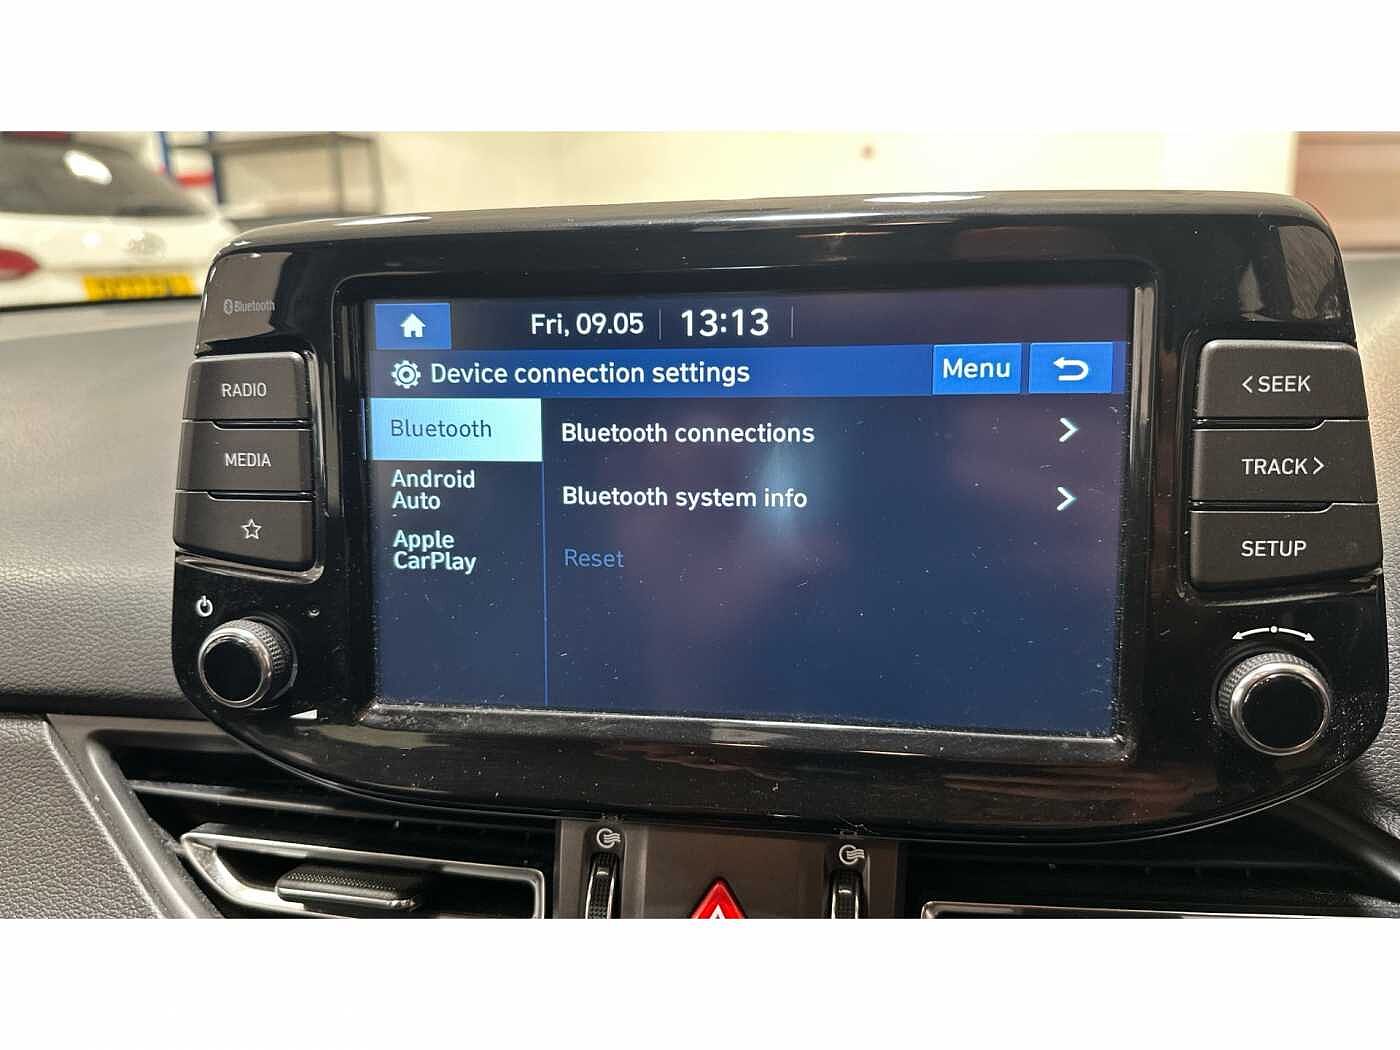 Bluetooth
RADIO
MEDIA
Fri, 09.05
13:13
Device connection settings
Menu
Bluetooth
Android
Auto
Apple
CarPlay
Bluetooth connections
Bluetooth system info
Reset
< SEEK
TRACK >
SETUP